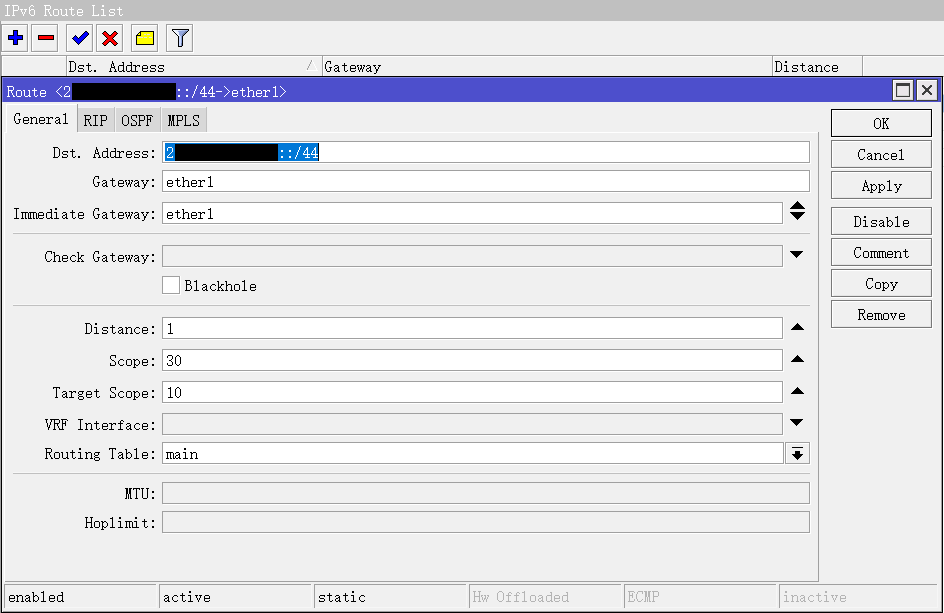 IPv6 Route List
Dst. Address / Gateway Distance
Route <2 ::/44->ether1>
General RIP OSPF MPLS
Dst. Address: 2 ::/44
Gateway: ether1
Immediate Gateway: ether1
Check Gateway:
Blackhole
Distance: 1
Scope: 30
Target Scope: 10
VRF Interface:
Routing Table: main
MTU:
Hoplimit:
OK
Cancel
Apply
Disable
Comment
Copy
Remove
enabled active static Hw Offloaded ECMP inactive